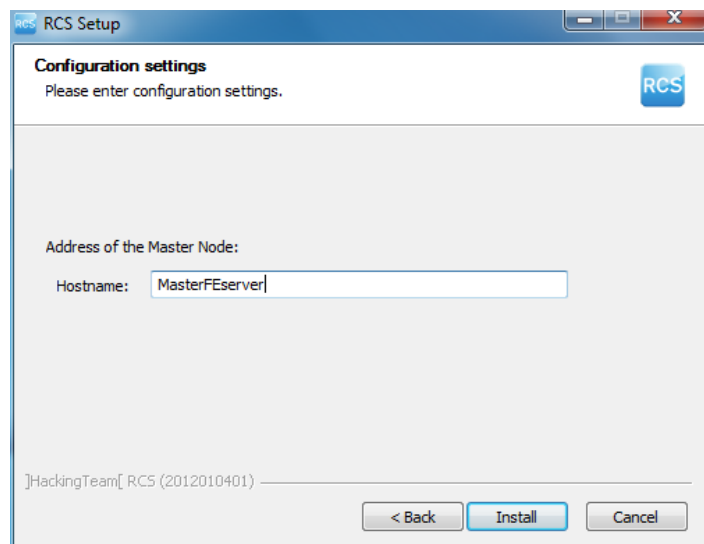 RCS RCS Setup
Configuration settings
Please enter configuration settings.
RCS
Address of the Master Node:
Hostname: MasterFEserver
]HackingTeam[ RCS (2012010401)
< Back Install Cancel